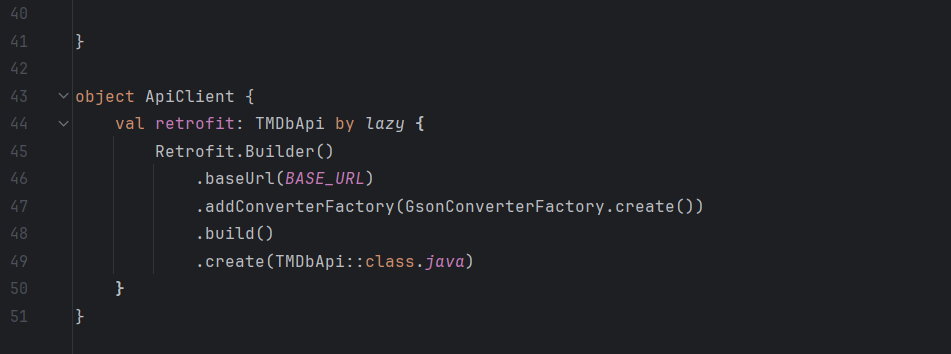 40
41 }
42
43 object ApiClient {
44     val retrofit: TMDbApi by lazy {
45         Retrofit.Builder()
46             .baseUrl(BASE_URL)
47             .addConverterFactory(GsonConverterFactory.create())
48             .build()
49             .create(TMDbApi::class.java)
50     }
51 }